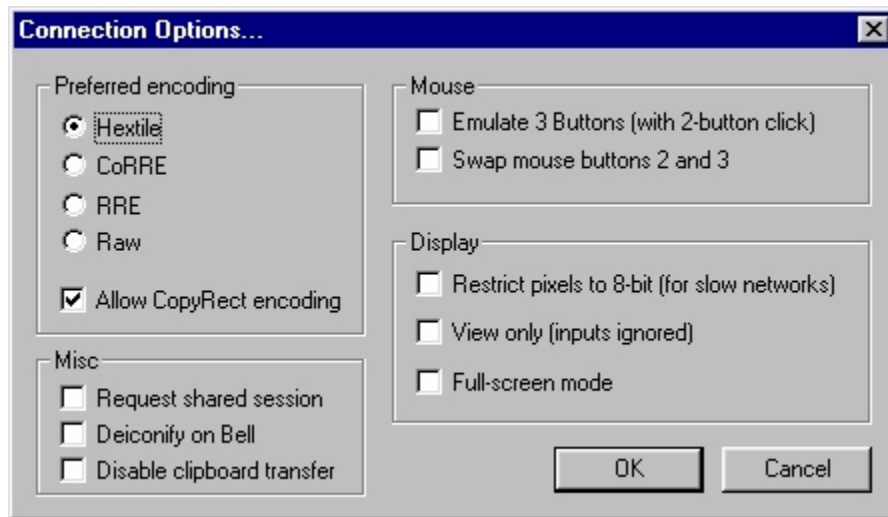 Connection Options...
Preferred encoding
Hextile
CoRRE
RRE
Raw
Allow CopyRect encoding
Misc
Request shared session
Deiconify on Bell
Disable clipboard transfer
Mouse
Emulate 3 Buttons (with 2-button click)
Swap mouse buttons 2 and 3
Display
Restrict pixels to 8-bit (for slow networks)
View only (inputs ignored)
Full-screen mode
OK
Cancel